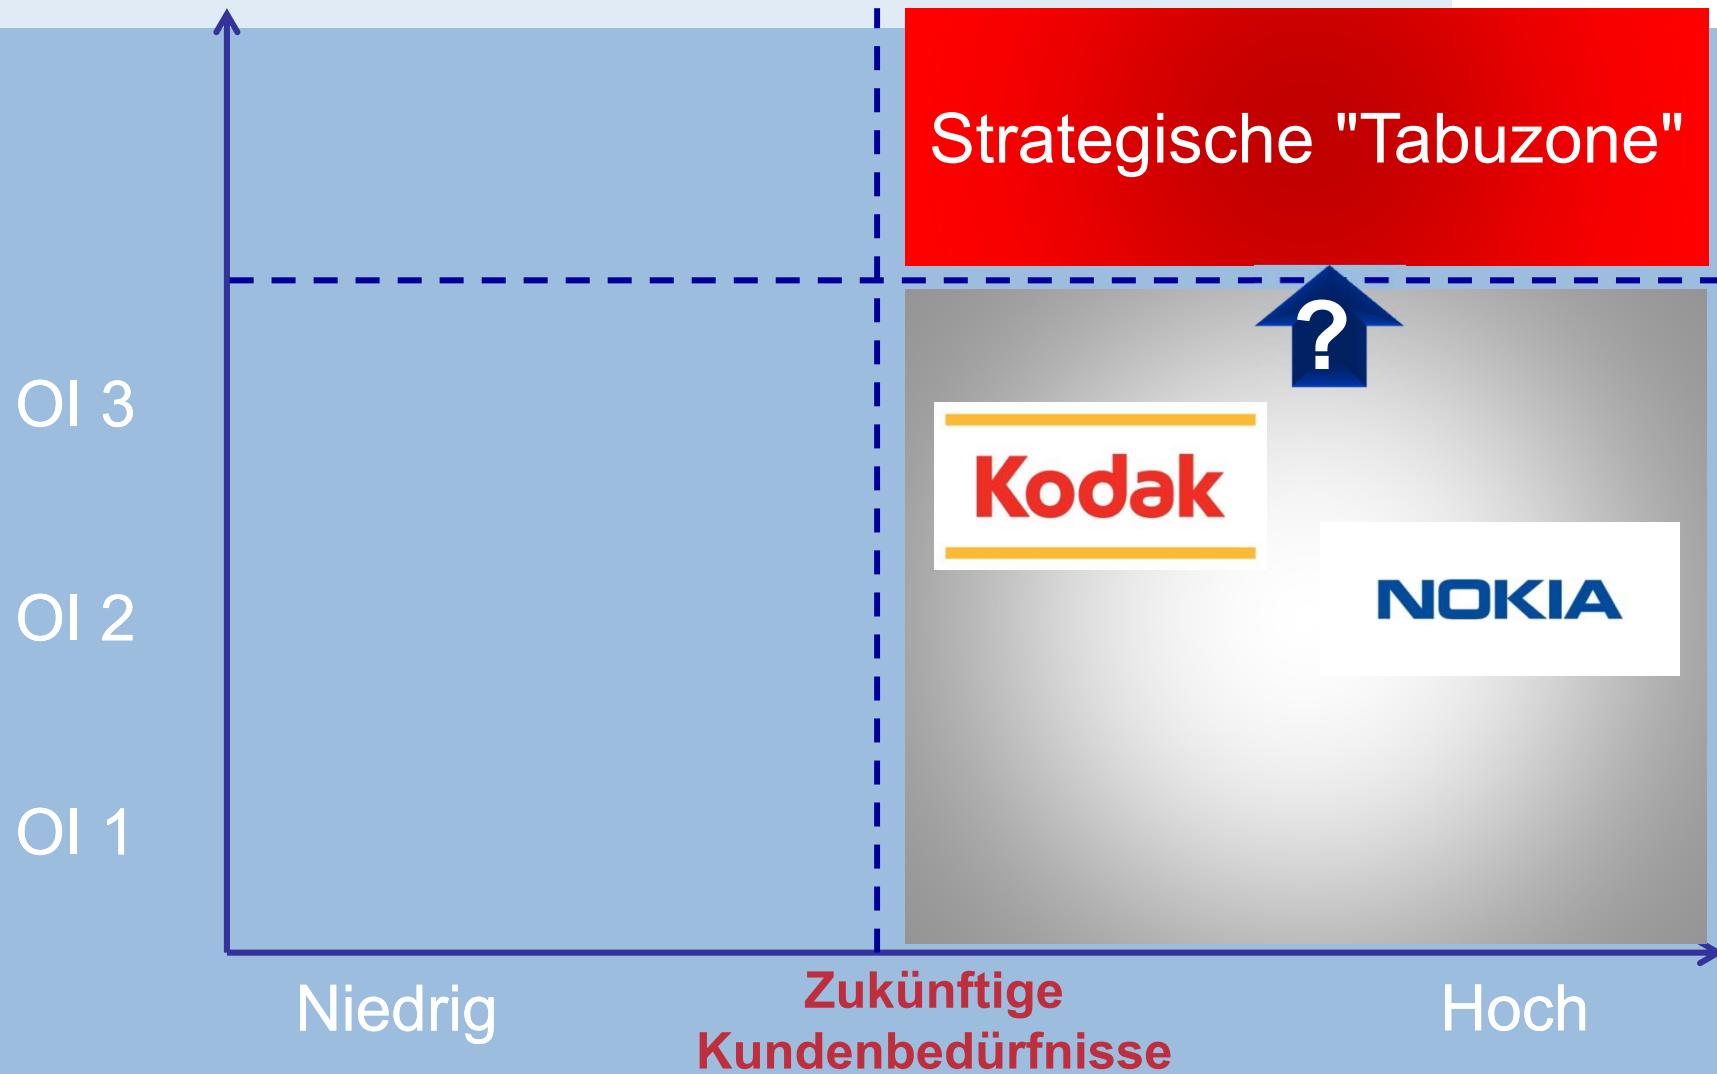 Strategische "Tabuzone"
?
OI 3
Kodak
NOKIA
OI 2
OI 1
Niedrig
Zukünftige
Kundenbedürfnisse
Hoch